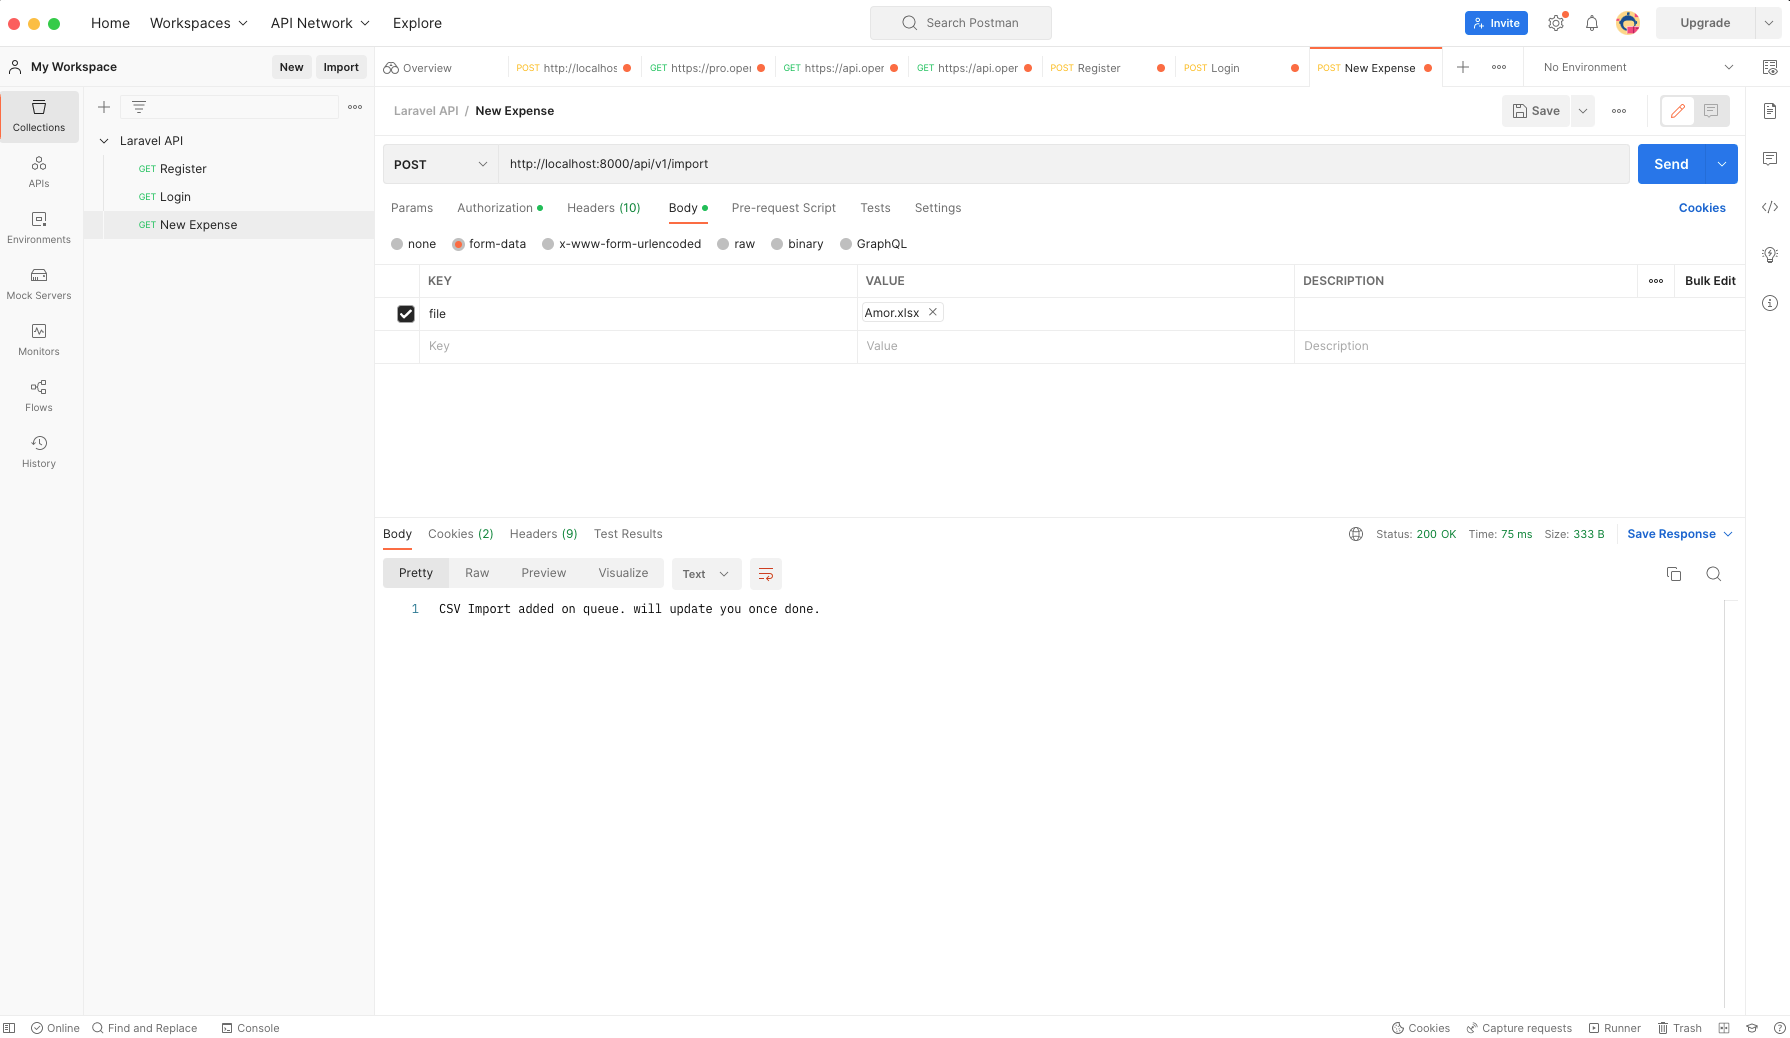 Home Workspaces API Network Explore Search Postman Invite Upgrade
My Workspace New Import Overview POST http://localhos GET https://pro.oper GET https://api.oper GET https://api.oper POST Register POST Login POST New Expense No Environment
Collections
APIs
Environments
Mock Servers
Monitors
Flows
History
Laravel API
GET Register
GET Login
GET New Expense
Laravel API / New Expense Save
POST http://localhost:8000/api/v1/import Send
Params Authorization Headers (10) Body Pre-request Script Tests Settings Cookies
none form-data x-www-form-urlencoded raw binary GraphQL
KEY VALUE DESCRIPTION Bulk Edit
file Amor.xlsx
Key Value Description
Body Cookies (2) Headers (9) Test Results Status: 200 OK Time: 75 ms Size: 333 B Save Response
Pretty Raw Preview Visualize Text
1 CSV Import added on queue. will update you once done.
Online Find and Replace Console Cookies Capture requests Runner Trash